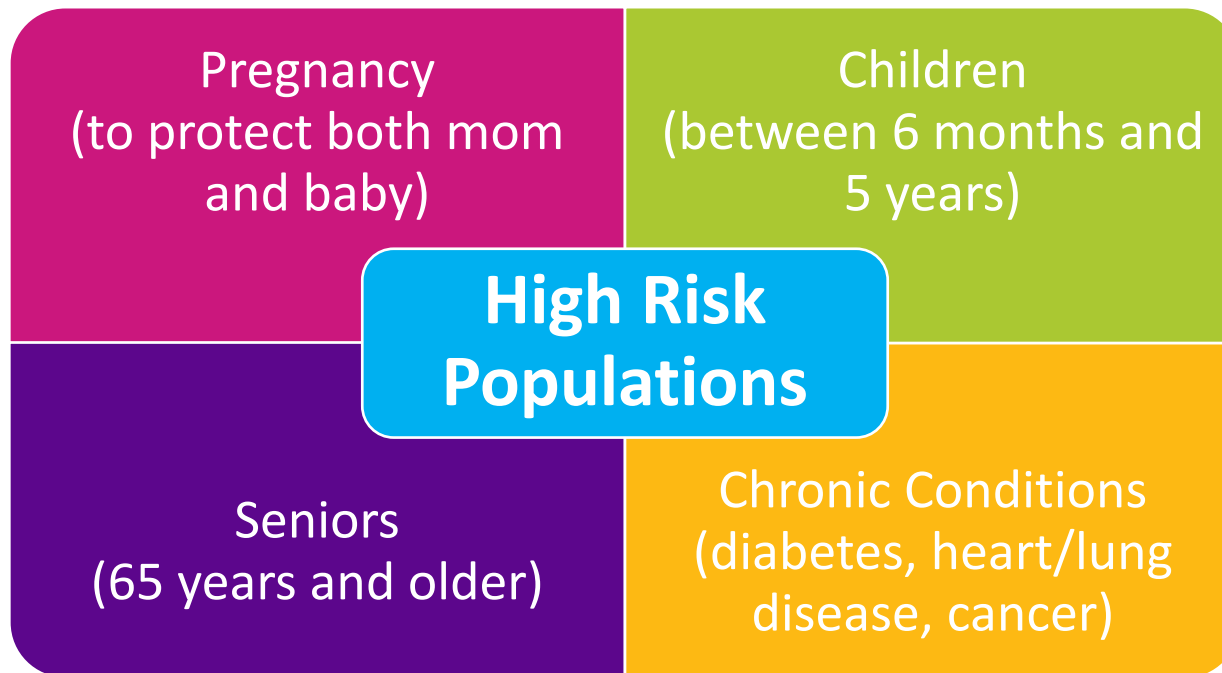 Pregnancy
(to protect both mom
and baby)
Children
(between 6 months and
5 years)
High Risk
Populations
Seniors
(65 years and older)
Chronic Conditions
(diabetes, heart/lung
disease, cancer)